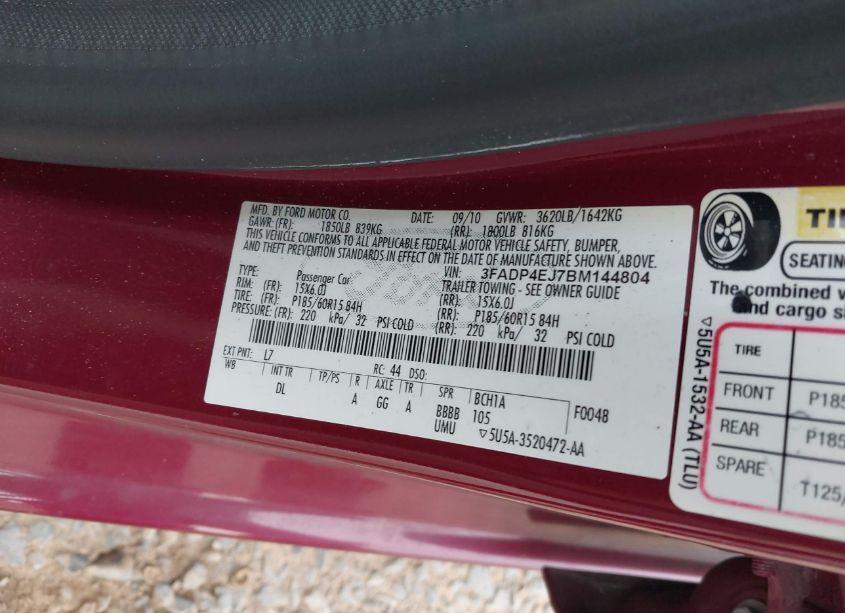 MFD. BY FORD MOTOR CO.
DATE: 09/10 GVWR: 3620LB/1642KG
GAWR: (FR): 1850LB 839KG (RR): 1800LB 816KG
THIS VEHICLE CONFORMS TO ALL APPLICABLE FEDERAL MOTOR VEHICLE SAFETY, BUMPER,
AND THEFT PREVENTION STANDARDS IN EFFECT ON THE DATE OF MANUFACTURE SHOWN ABOVE.
VIN: 3FADP4EJ7BM144804
TYPE: Passenger Car TRAILER TOWING - SEE OWNER GUIDE
RIM: 15X6.0J (RR): 15X6.0J
TIRE: (FR): P185/60R15 84H (RR): P185/60R15 84H
PRESSURE: (FR): 220 kPa/ 32 PSI COLD (RR): 220 kPa/ 32 PSI COLD
EXT PNT: L7 RC: 44 DSO:
WB INT TR TP/PS R AXLE TR SPR BCH1A F0048
DL A GG A BBBB 105
UMU ▽5U5A-3520472-AA
TI
SEATING
The combined
and cargo
▽5U5A-1532-AA (TLU)
TIRE
FRONT P185
REAR P185
SPARE T125/